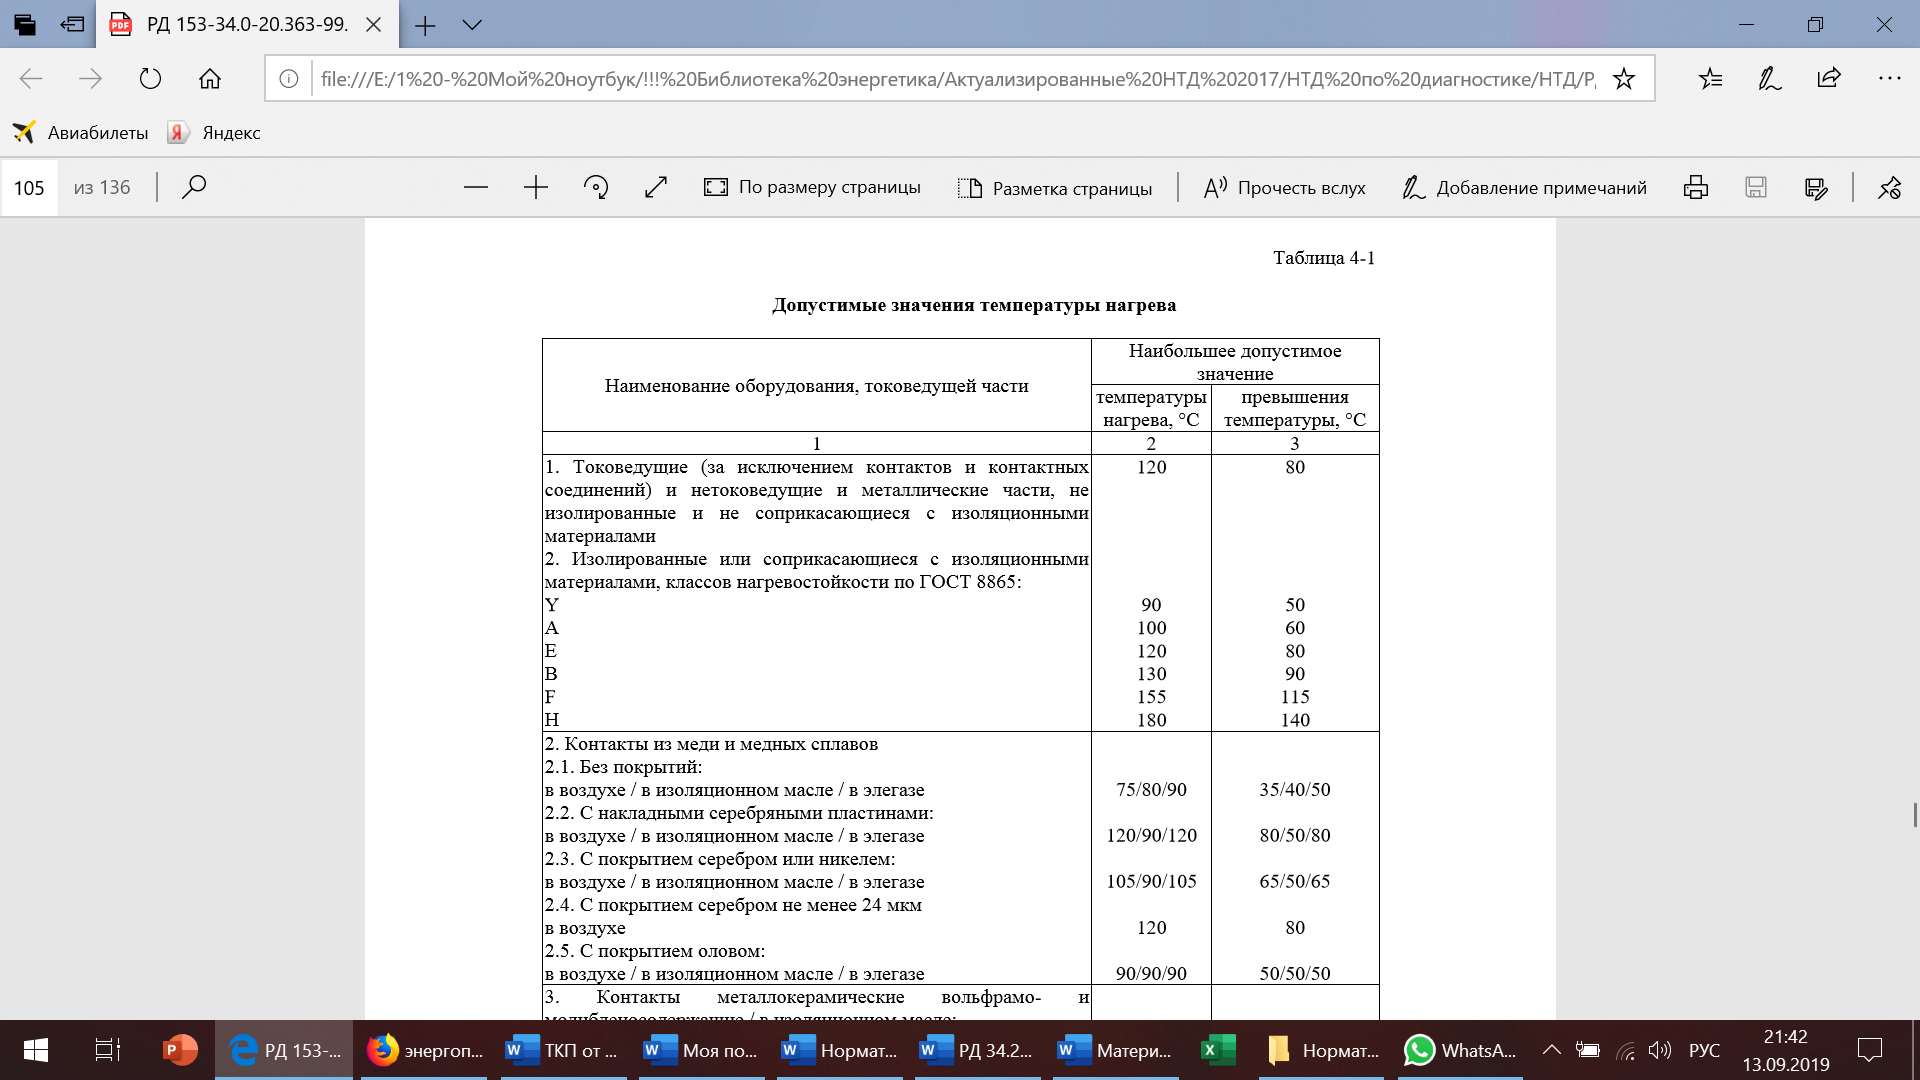 РД 153-34.0-20.363-99.
file:///E:/1%20-%20Мой%20ноутбук/!!!%20Библиотека%20энергетика/Актуализированные%20НТД%202017/НТД%20по%20диагностике/НТД/Р
Авиабилеты Яндекс
105 из 136 По размеру страницы Разметка страницы Прочесть вслух Добавление примечаний
Таблица 4-1
Допустимые значения температуры нагрева
Наименование оборудования, токоведущей части
Наибольшее допустимое
значение
температуры
нагрева, °С
превышения
температуры, °С
1 2 3
1. Токоведущие (за исключением контактов и контактных 120 80
соединений) и нетоковедущие и металлические части, не
изолированные и не соприкасающиеся с изоляционными
материалами
2. Изолированные или соприкасающиеся с изоляционными
материалами, классов нагревостойкости по ГОСТ 8865:
Y 90 50
A 100 60
E 120 80
B 130 90
F 155 115
H 180 140
2. Контакты из меди и медных сплавов
2.1. Без покрытий:
в воздухе / в изоляционном масле / в элегазе 75/80/90 35/40/50
2.2. С накладными серебряными пластинами:
в воздухе / в изоляционном масле / в элегазе 120/90/120 80/50/80
2.3. С покрытием серебром или никелем:
в воздухе / в изоляционном масле / в элегазе 105/90/105 65/50/65
2.4. С покрытием серебром не менее 24 мкм
в воздухе 120 80
2.5. С покрытием оловом:
в воздухе / в изоляционном масле / в элегазе 90/90/90 50/50/50
3. Контакты металлокерамические вольфрамо- и
РД 153-... энергоп... ТКП от ... Моя по... Нормат... РД 34.2... Матери... Нормат... WhatsA... РУС 21:42
13.09.2019